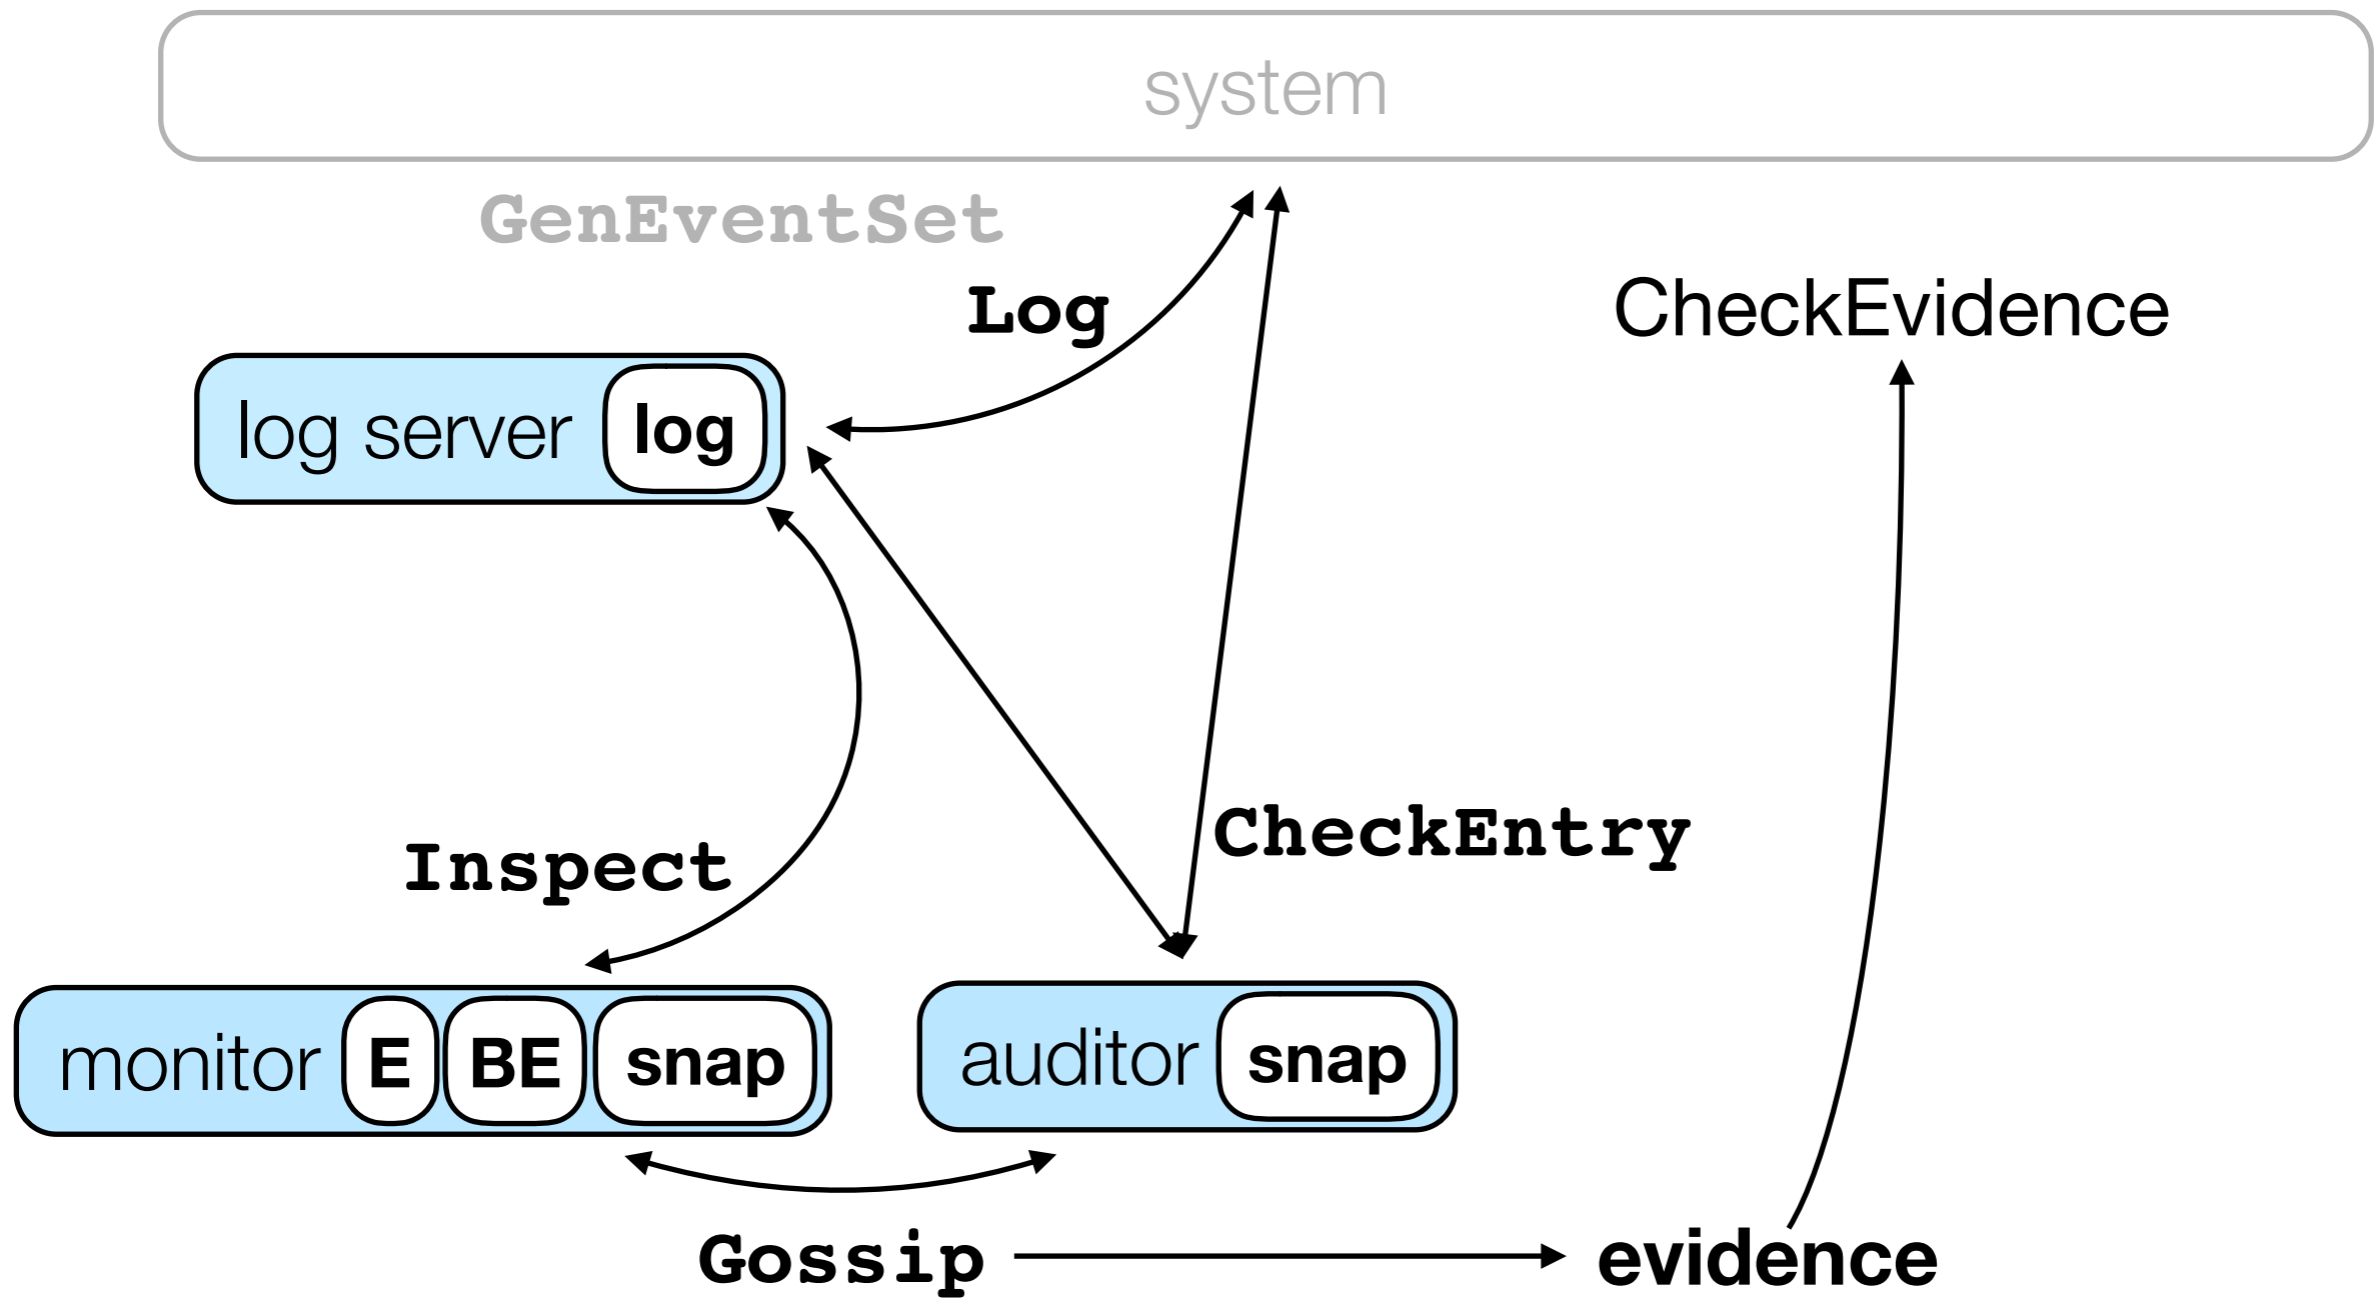 system
GenEventSet
Log
CheckEvidence
log server log
CheckEntry
Inspect
monitor E BE snap
auditor snap
Gossip
evidence